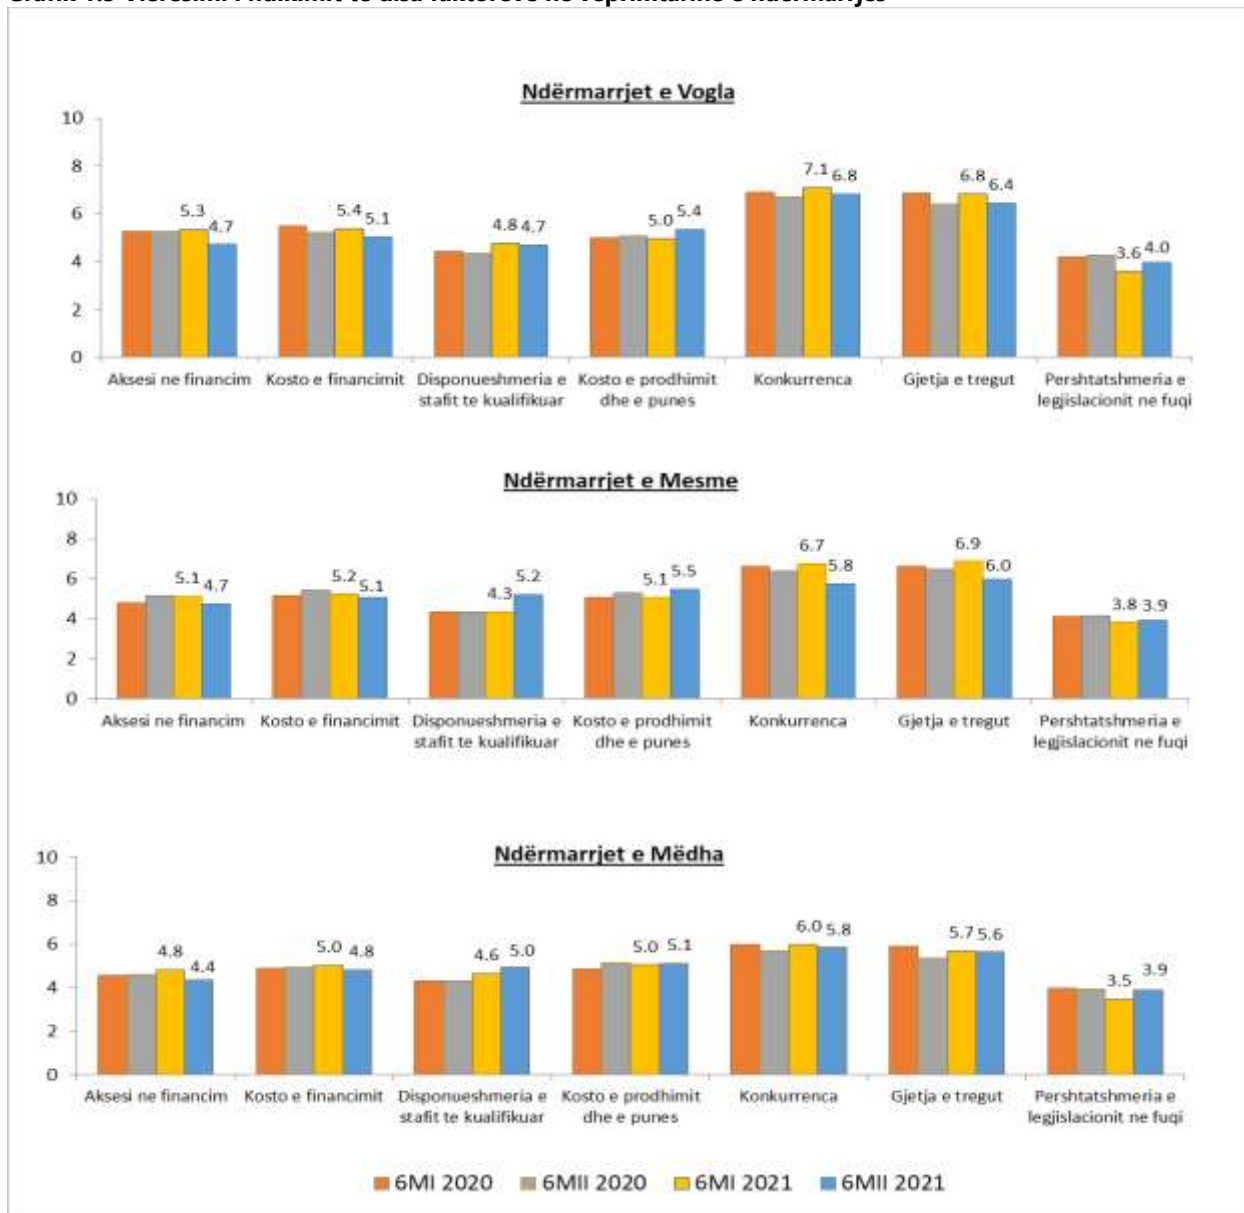 Ndërmarrjet e Vogla
10
8
6
4
2
0
5.3
4.7
5.4
5.1
4.8
4.7
5.0
5.4
7.1
6.8
6.8
6.4
3.6
4.0
Aksesi ne financim
Kosto e financimit
Disponueshmeria e
stafit te kualifikuar
Kosto e prodhimit
dhe e punes
Konkurrenca
Gjetja e tregut
Pershtatshmeria e
legjislacionit ne fuqi
Ndërmarrjet e Mesme
10
8
6
4
2
0
5.1
4.7
5.2
5.1
4.3
5.2
5.1
5.5
6.7
5.8
6.9
6.0
3.8
3.9
Aksesi ne financim
Kosto e financimit
Disponueshmeria e
stafit te kualifikuar
Kosto e prodhimit
dhe e punes
Konkurrenca
Gjetja e tregut
Pershtatshmeria e
legjislacionit ne fuqi
Ndërmarrjet e Mëdha
10
8
6
4
2
0
4.8
4.4
5.0
4.8
4.6
5.0
5.0
5.1
6.0
5.8
5.7
5.6
3.5
3.9
Aksesi ne financim
Kosto e financimit
Disponueshmeria e
stafit te kualifikuar
Kosto e prodhimit
dhe e punes
Konkurrenca
Gjetja e tregut
Pershtatshmeria e
legjislacionit ne fuqi
6MI 2020
6MII 2020
6MI 2021
6MII 2021